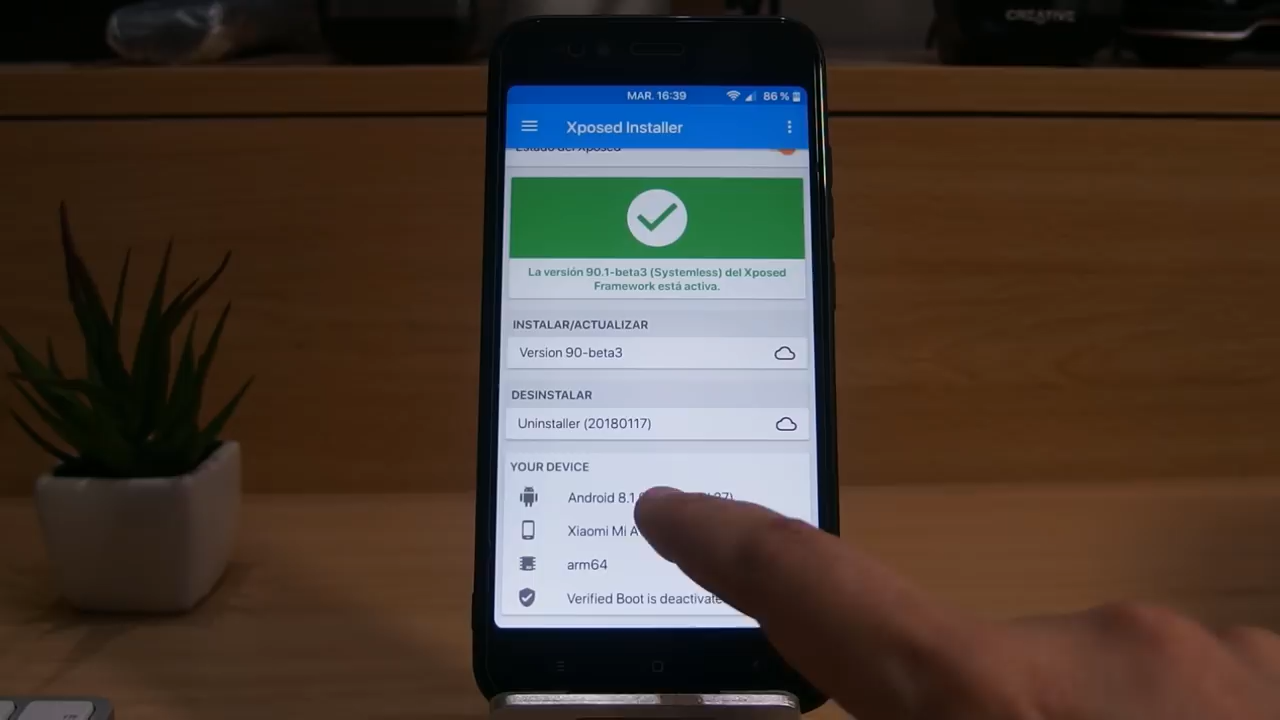 CREATIVE
MAR. 16:39 86 %
Xposed Installer
Estado del Xposed
La versión 90.1-beta3 (Systemless) del Xposed
Framework está activa.
INSTALAR/ACTUALIZAR
Version 90-beta3
DESINSTALAR
Uninstaller (20180117)
YOUR DEVICE
Android 8.1
Xiaomi Mi A
arm64
Verified Boot is deactivate